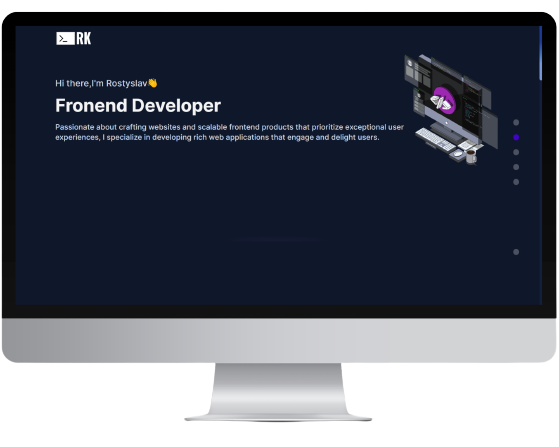 >_ RK
Hi there,I'm Rostyslav👋
Fronend Developer
Passionate about crafting websites and scalable frontend products that prioritize exceptional user
experiences, I specialize in developing rich web applications that engage and delight users.